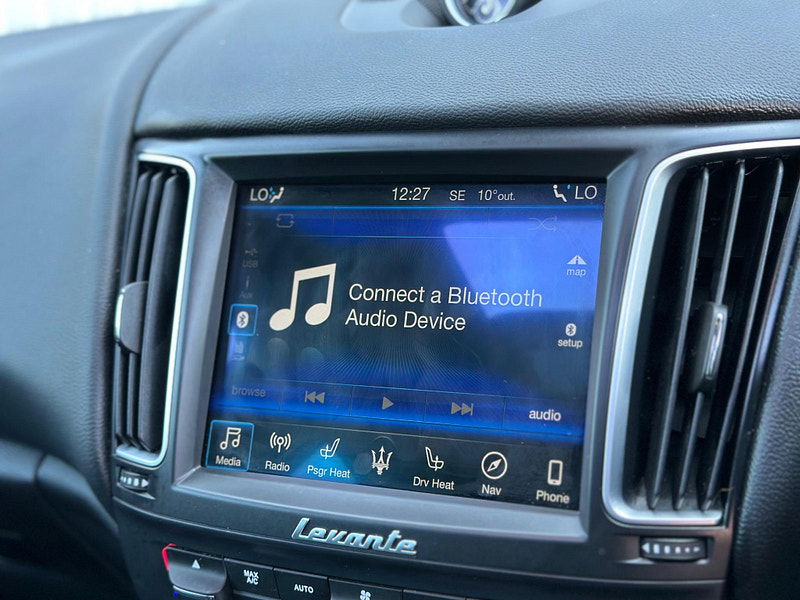 LO 12:27 SE 10°out. LO
USB
Aux
map
Connect a Bluetooth
Audio Device
setup
browse
audio
Media Radio Psgr Heat Drv Heat Nav Phone
Levante
MAX
A/C
AUTO